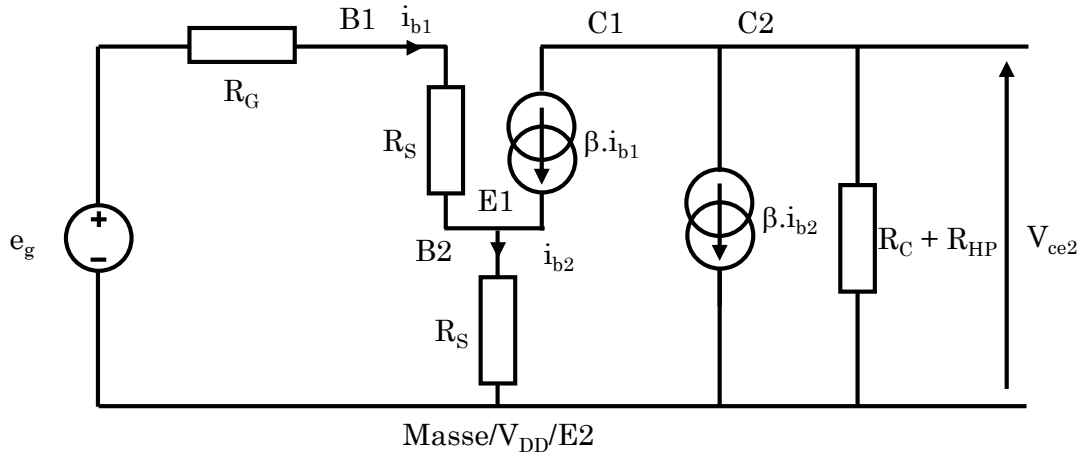 B1
i_b1
C1
C2
R_G
R_S
β.i_b1
E1
e_g
+
−
B2
i_b2
β.i_b2
R_C + R_HP
V_ce2
R_S
Masse/V_DD/E2